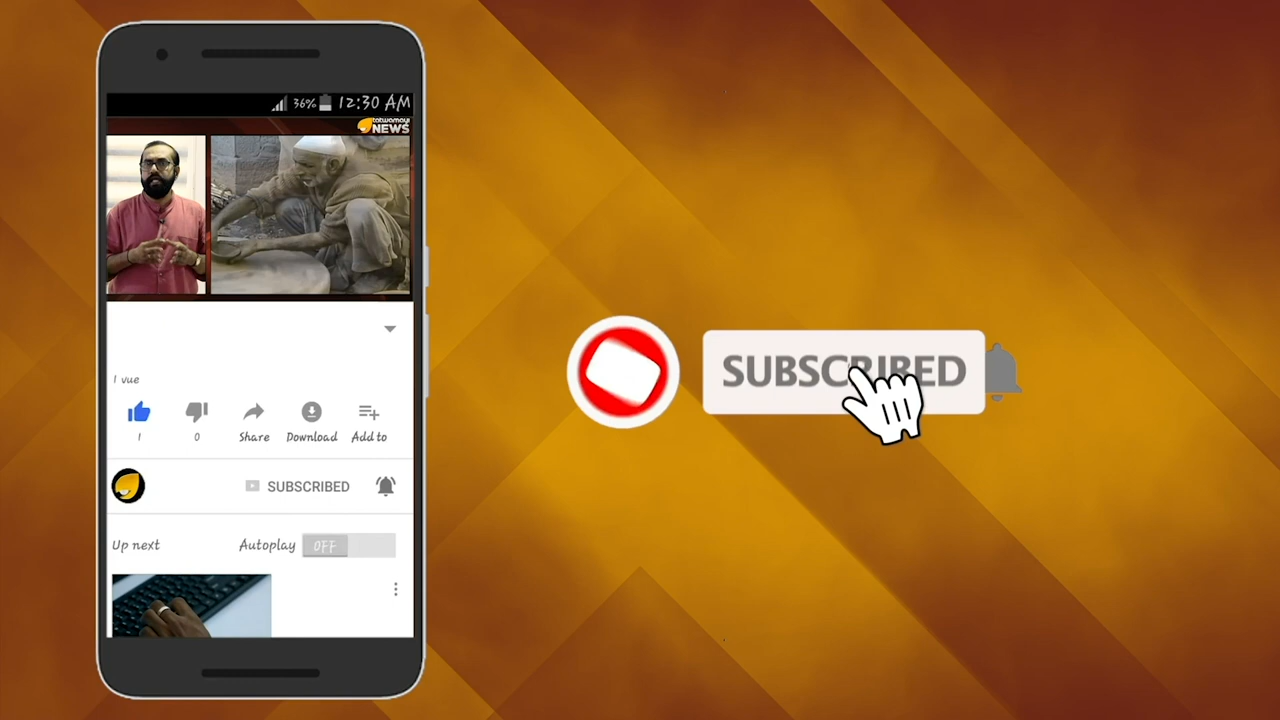 36% 12:30 AM
tatwamayi
NEWS
1 vue
1
0
Share
Download
Add to
SUBSCRIBED
Up next
Autoplay
OFF
SUBSCRIBED